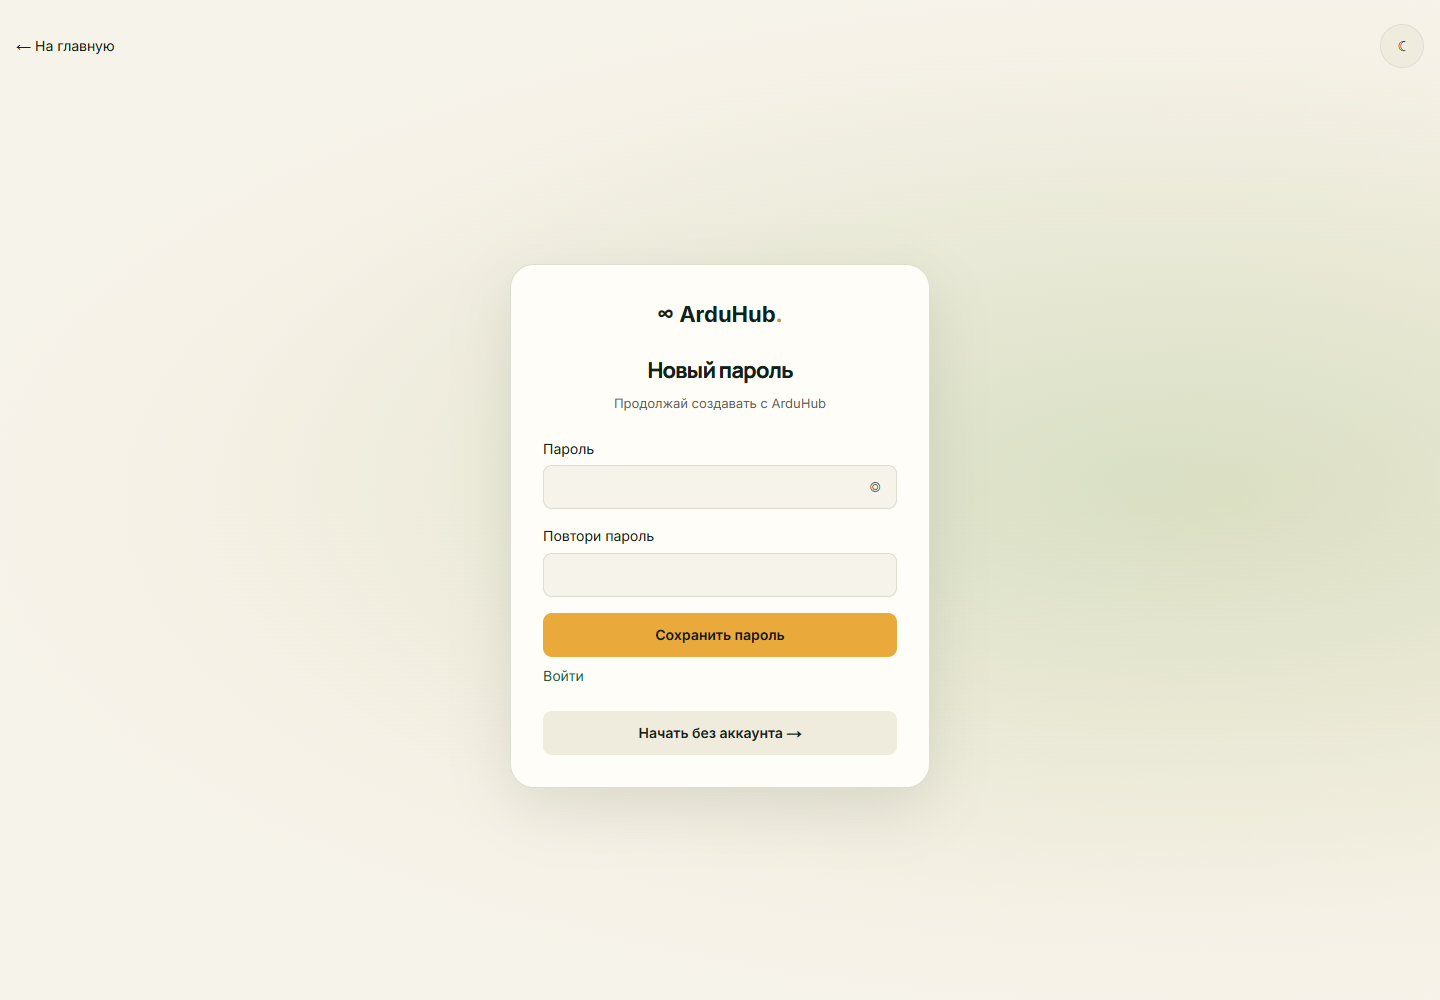 ← На главную
☾
∞ ArduHub.
Новый пароль
Продолжай создавать с ArduHub
Пароль
◎
Повтори пароль
Сохранить пароль
Войти
Начать без аккаунта →